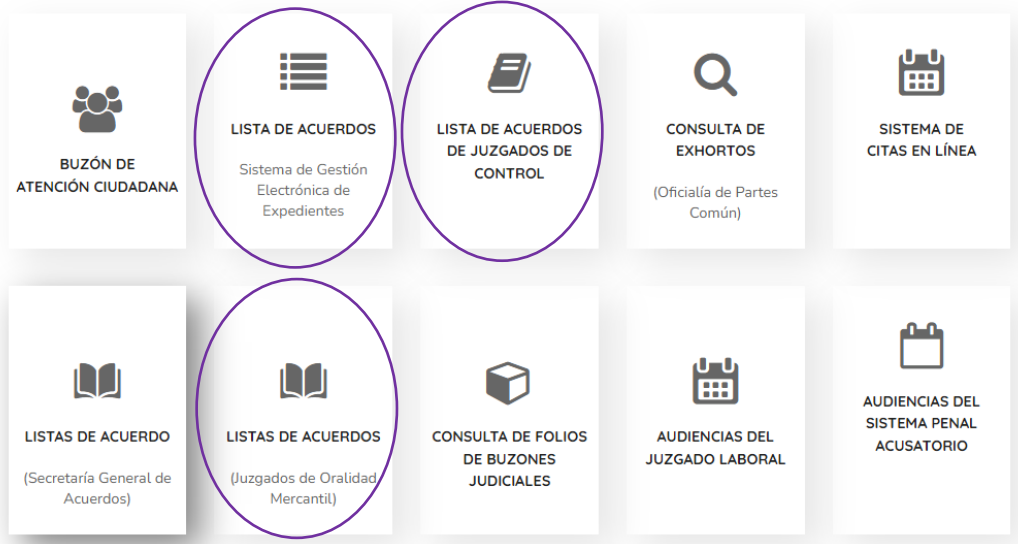 BUZÓN DE
ATENCIÓN CIUDADANA
LISTA DE ACUERDOS
Sistema de Gestión
Electrónica de
Expedientes
LISTA DE ACUERDOS
DE JUZGADOS DE
CONTROL
CONSULTA DE
EXHORTOS
(Oficialía de Partes
Común)
SISTEMA DE
CITAS EN LÍNEA
LISTAS DE ACUERDO
(Secretaría General de
Acuerdos)
LISTAS DE ACUERDOS
(Juzgados de Oralidad
Mercantil)
CONSULTA DE FOLIOS
DE BUZONES
JUDICIALES
AUDIENCIAS DEL
JUZGADO LABORAL
AUDIENCIAS DEL
SISTEMA PENAL
ACUSATORIO